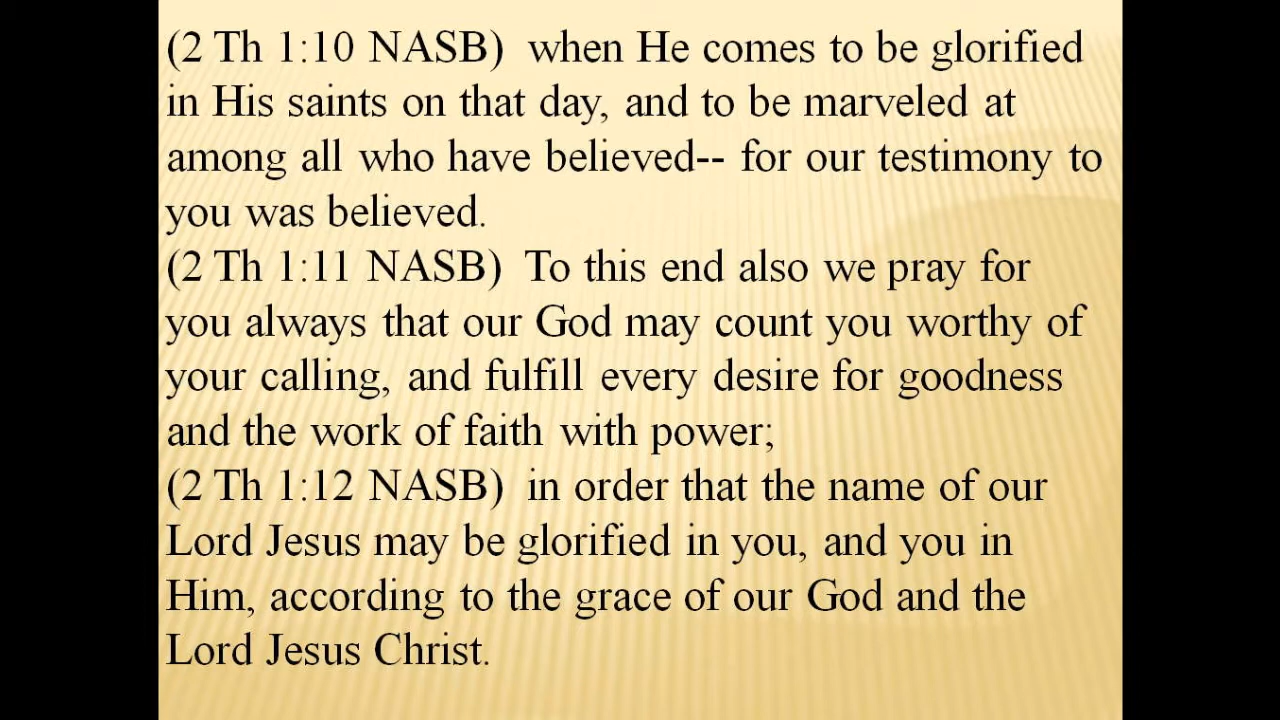 (2 Th 1:10 NASB)  when He comes to be glorified
in His saints on that day, and to be marveled at
among all who have believed-- for our testimony to
you was believed.
(2 Th 1:11 NASB)  To this end also we pray for
you always that our God may count you worthy of
your calling, and fulfill every desire for goodness
and the work of faith with power;
(2 Th 1:12 NASB)  in order that the name of our
Lord Jesus may be glorified in you, and you in
Him, according to the grace of our God and the
Lord Jesus Christ.